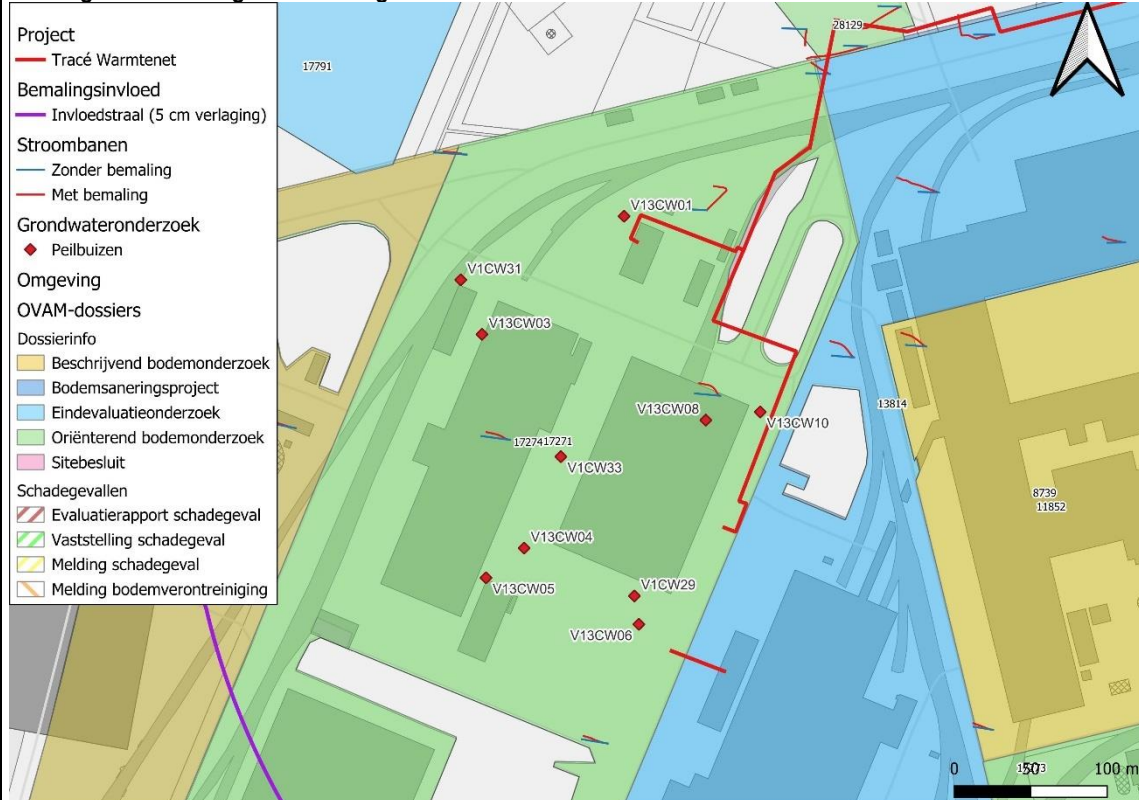 Project
Tracé Warmtenet
Bemalingsinvloed
Invloedstraal (5 cm verlaging)
Stroombanen
Zonder bemaling
Met bemaling
Grondwateronderzoek
Peilbuizen
Omgeving
OVAM-dossiers
Dossierinfo
Beschrijvend bodemonderzoek
Bodemsaneringsproject
Eindevaluatieonderzoek
Oriënterend bodemonderzoek
Sitebesluit
Schadegevallen
Evaluatierapport schadegeval
Vaststelling schadegeval
Melding schadegeval
Melding bodemverontreiniging
28129
17791
V13CW01
V1CW31
V13CW03
V13CW08
V13CW10
13814
17274
17271
V1CW33
8739
11852
V13CW04
V13CW05
V1CW29
V13CW06
0 50 100 m